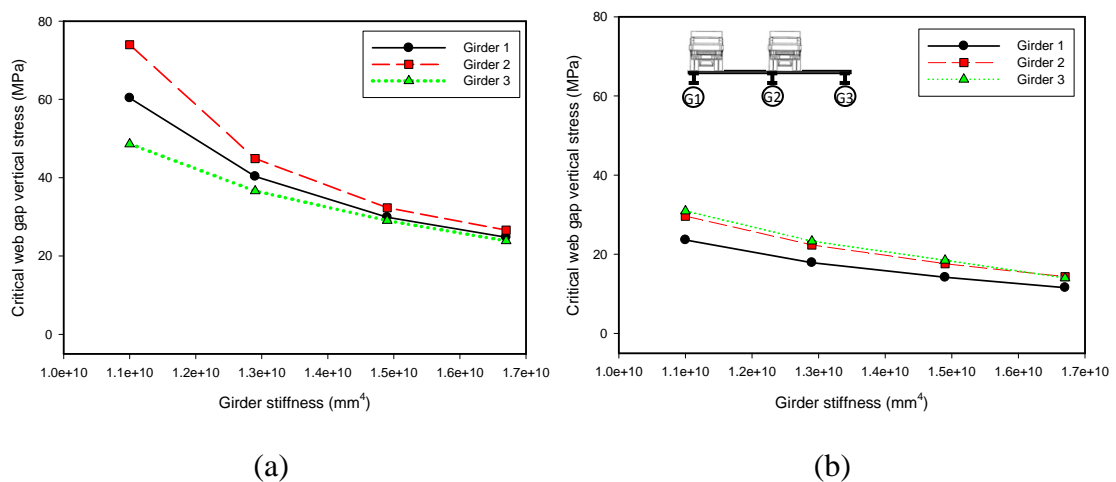 80
60
40
20
0
Critical web gap vertical stress (MPa)
Girder 1
Girder 2
Girder 3
1.0e+10 1.1e+10 1.2e+10 1.3e+10 1.4e+10 1.5e+10 1.6e+10 1.7e+10
Girder stiffness (mm⁴)
(a)
80
60
40
20
0
Critical web gap vertical stress (MPa)
G1 G2 G3
Girder 1
Girder 2
Girder 3
1.0e+10 1.1e+10 1.2e+10 1.3e+10 1.4e+10 1.5e+10 1.6e+10 1.7e+10
Girder stiffness (mm⁴)
(b)